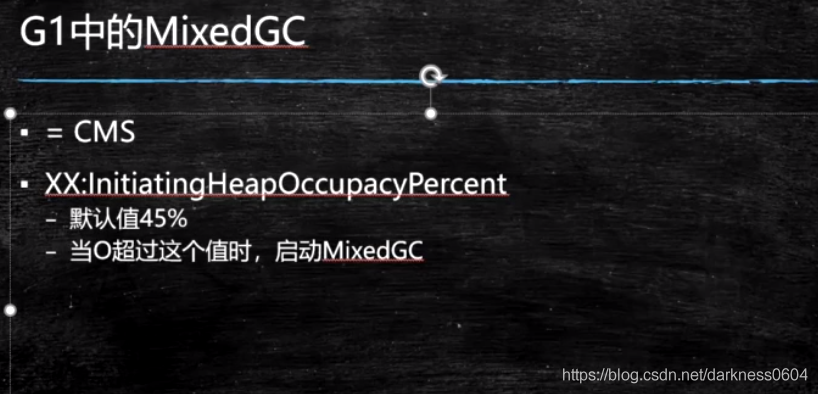 G1中的MixedGC
▪ = CMS
▪ XX:InitiatingHeapOccupacyPercent
– 默认值45%
– 当O超过这个值时，启动MixedGC
https://blog.csdn.net/darkness0604